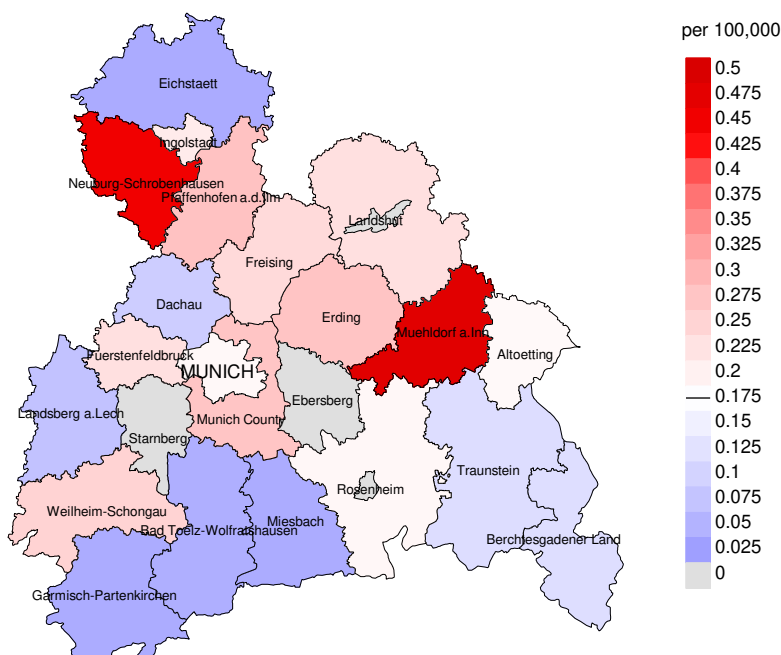 per 100,000
0.5
0.475
0.45
0.425
0.4
0.375
0.35
0.325
0.3
0.275
0.25
0.225
0.2
0.175
0.15
0.125
0.1
0.075
0.05
0.025
0
Eichstaett
Ingolstadt
Neuburg-Schrobenhausen
Pfaffenhofen a.d.Ilm
Landshut
Freising
Dachau
Erding
Muehldorf a.Inn
Altoetting
Fuerstenfeldbruck
MUNICH
Ebersberg
Landsberg a.Lech
Munich County
Starnberg
Traunstein
Rosenheim
Weilheim-Schongau
Miesbach
Bad Toelz-Wolfratshausen
Berchtesgadener Land
Garmisch-Partenkirchen